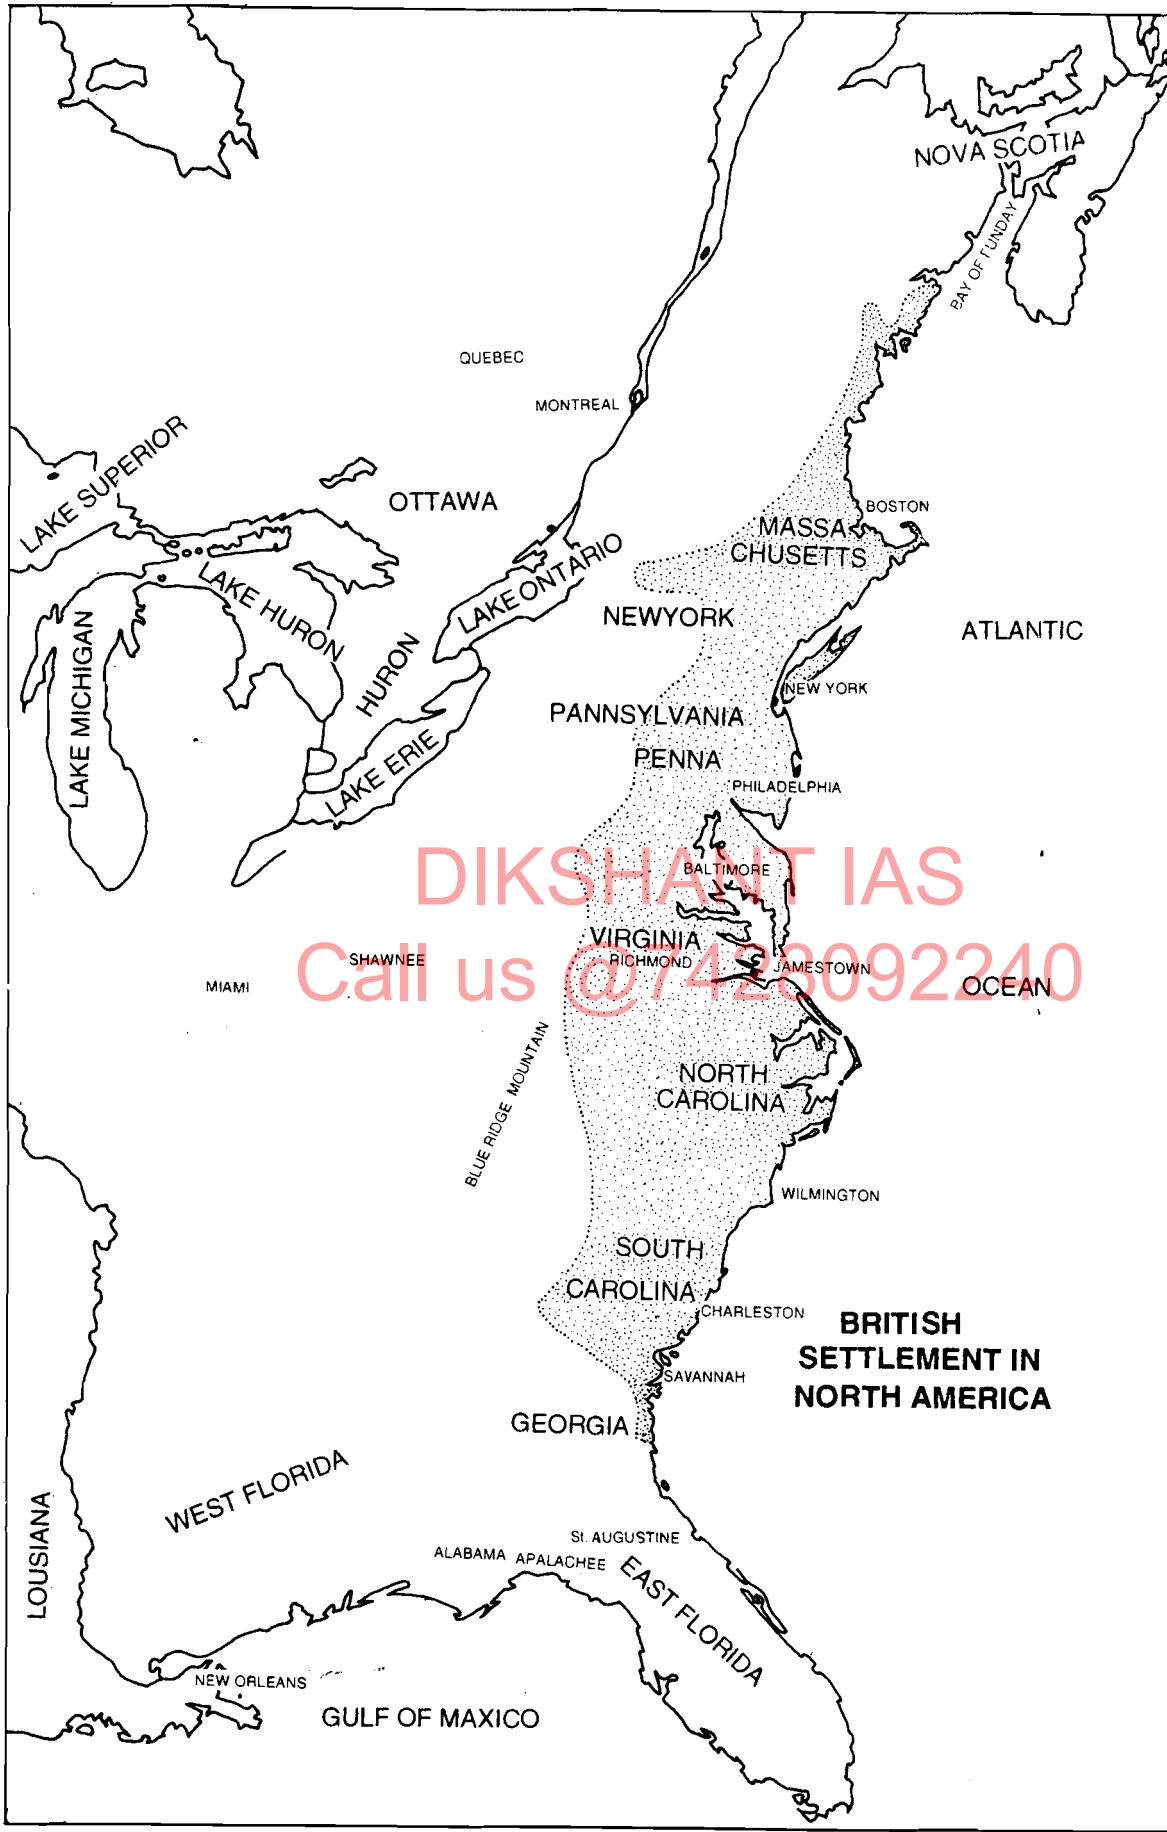 NOVA SCOTIA
BAY OF FUNDAY
QUEBEC
MONTREAL
LAKE SUPERIOR
OTTAWA
BOSTON
MASSA
CHUSETTS
LAKE ONTARIO
LAKE HURON
NEWYORK
ATLANTIC
LAKE MICHIGAN
HURON
NEW YORK
PANNSYLVANIA
PENNA
LAKE ERIE
PHILADELPHIA
DIKSHANT IAS
BALTIMORE
VIRGINIA
RICHMOND
JAMESTOWN
SHAWNEE
Call us @7428092240
MIAMI
OCEAN
BLUE RIDGE MOUNTAIN
NORTH
CAROLINA
WILMINGTON
SOUTH
CAROLINA
CHARLESTON
BRITISH
SETTLEMENT IN
NORTH AMERICA
SAVANNAH
GEORGIA
WEST FLORIDA
LOUSIANA
St. AUGUSTINE
ALABAMA APALACHEE
EAST FLORIDA
NEW ORLEANS
GULF OF MAXICO